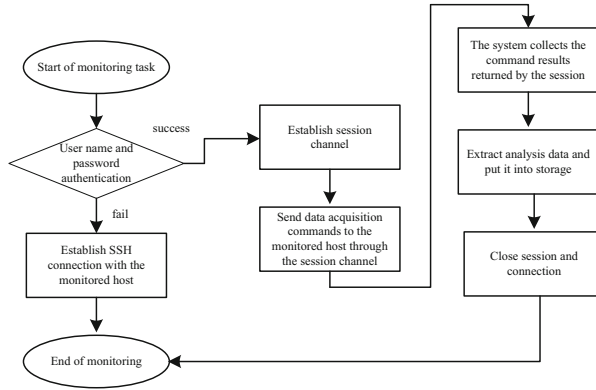 Start of monitoring task
User name and
password
authentication
success
fail
Establish SSH
connection with the
monitored host
End of monitoring
Establish session
channel
Send data acquisition
commands to the
monitored host through
the session channel
The system collects the
command results
returned by the session
Extract analysis data and
put it into storage
Close session and
connection